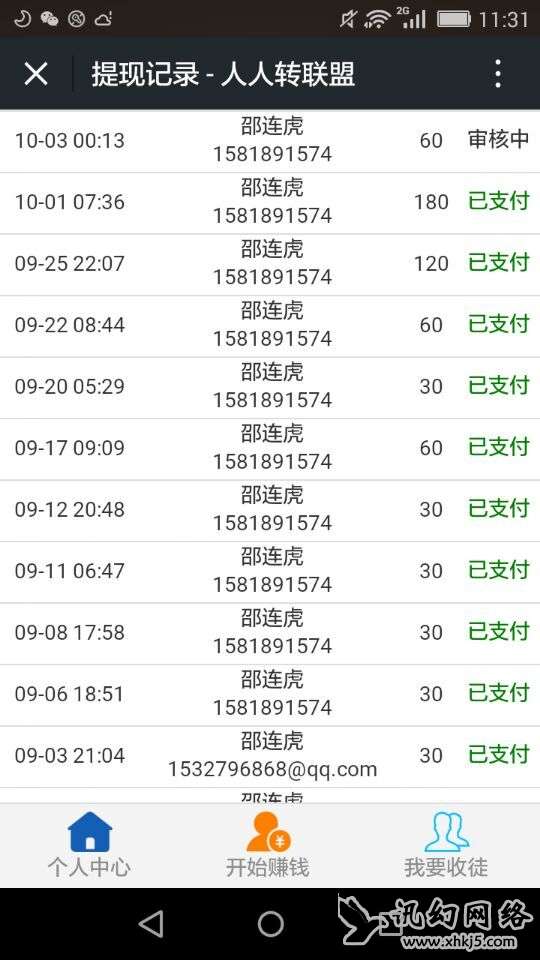 2G 11:31
提现记录 - 人人转联盟
10-03 00:13 邵连虎 60 审核中
1581891574
10-01 07:36 邵连虎 180 已支付
1581891574
09-25 22:07 邵连虎 120 已支付
1581891574
09-22 08:44 邵连虎 60 已支付
1581891574
09-20 05:29 邵连虎 30 已支付
1581891574
09-17 09:09 邵连虎 60 已支付
1581891574
09-12 20:48 邵连虎 30 已支付
1581891574
09-11 06:47 邵连虎 30 已支付
1581891574
09-08 17:58 邵连虎 30 已支付
1581891574
09-06 18:51 邵连虎 30 已支付
1581891574
09-03 21:04 邵连虎 30 已支付
1532796868@qq.com
邵连虎
个人中心 开始赚钱 我要收徒
讯幻网络
www.xhkj5.com